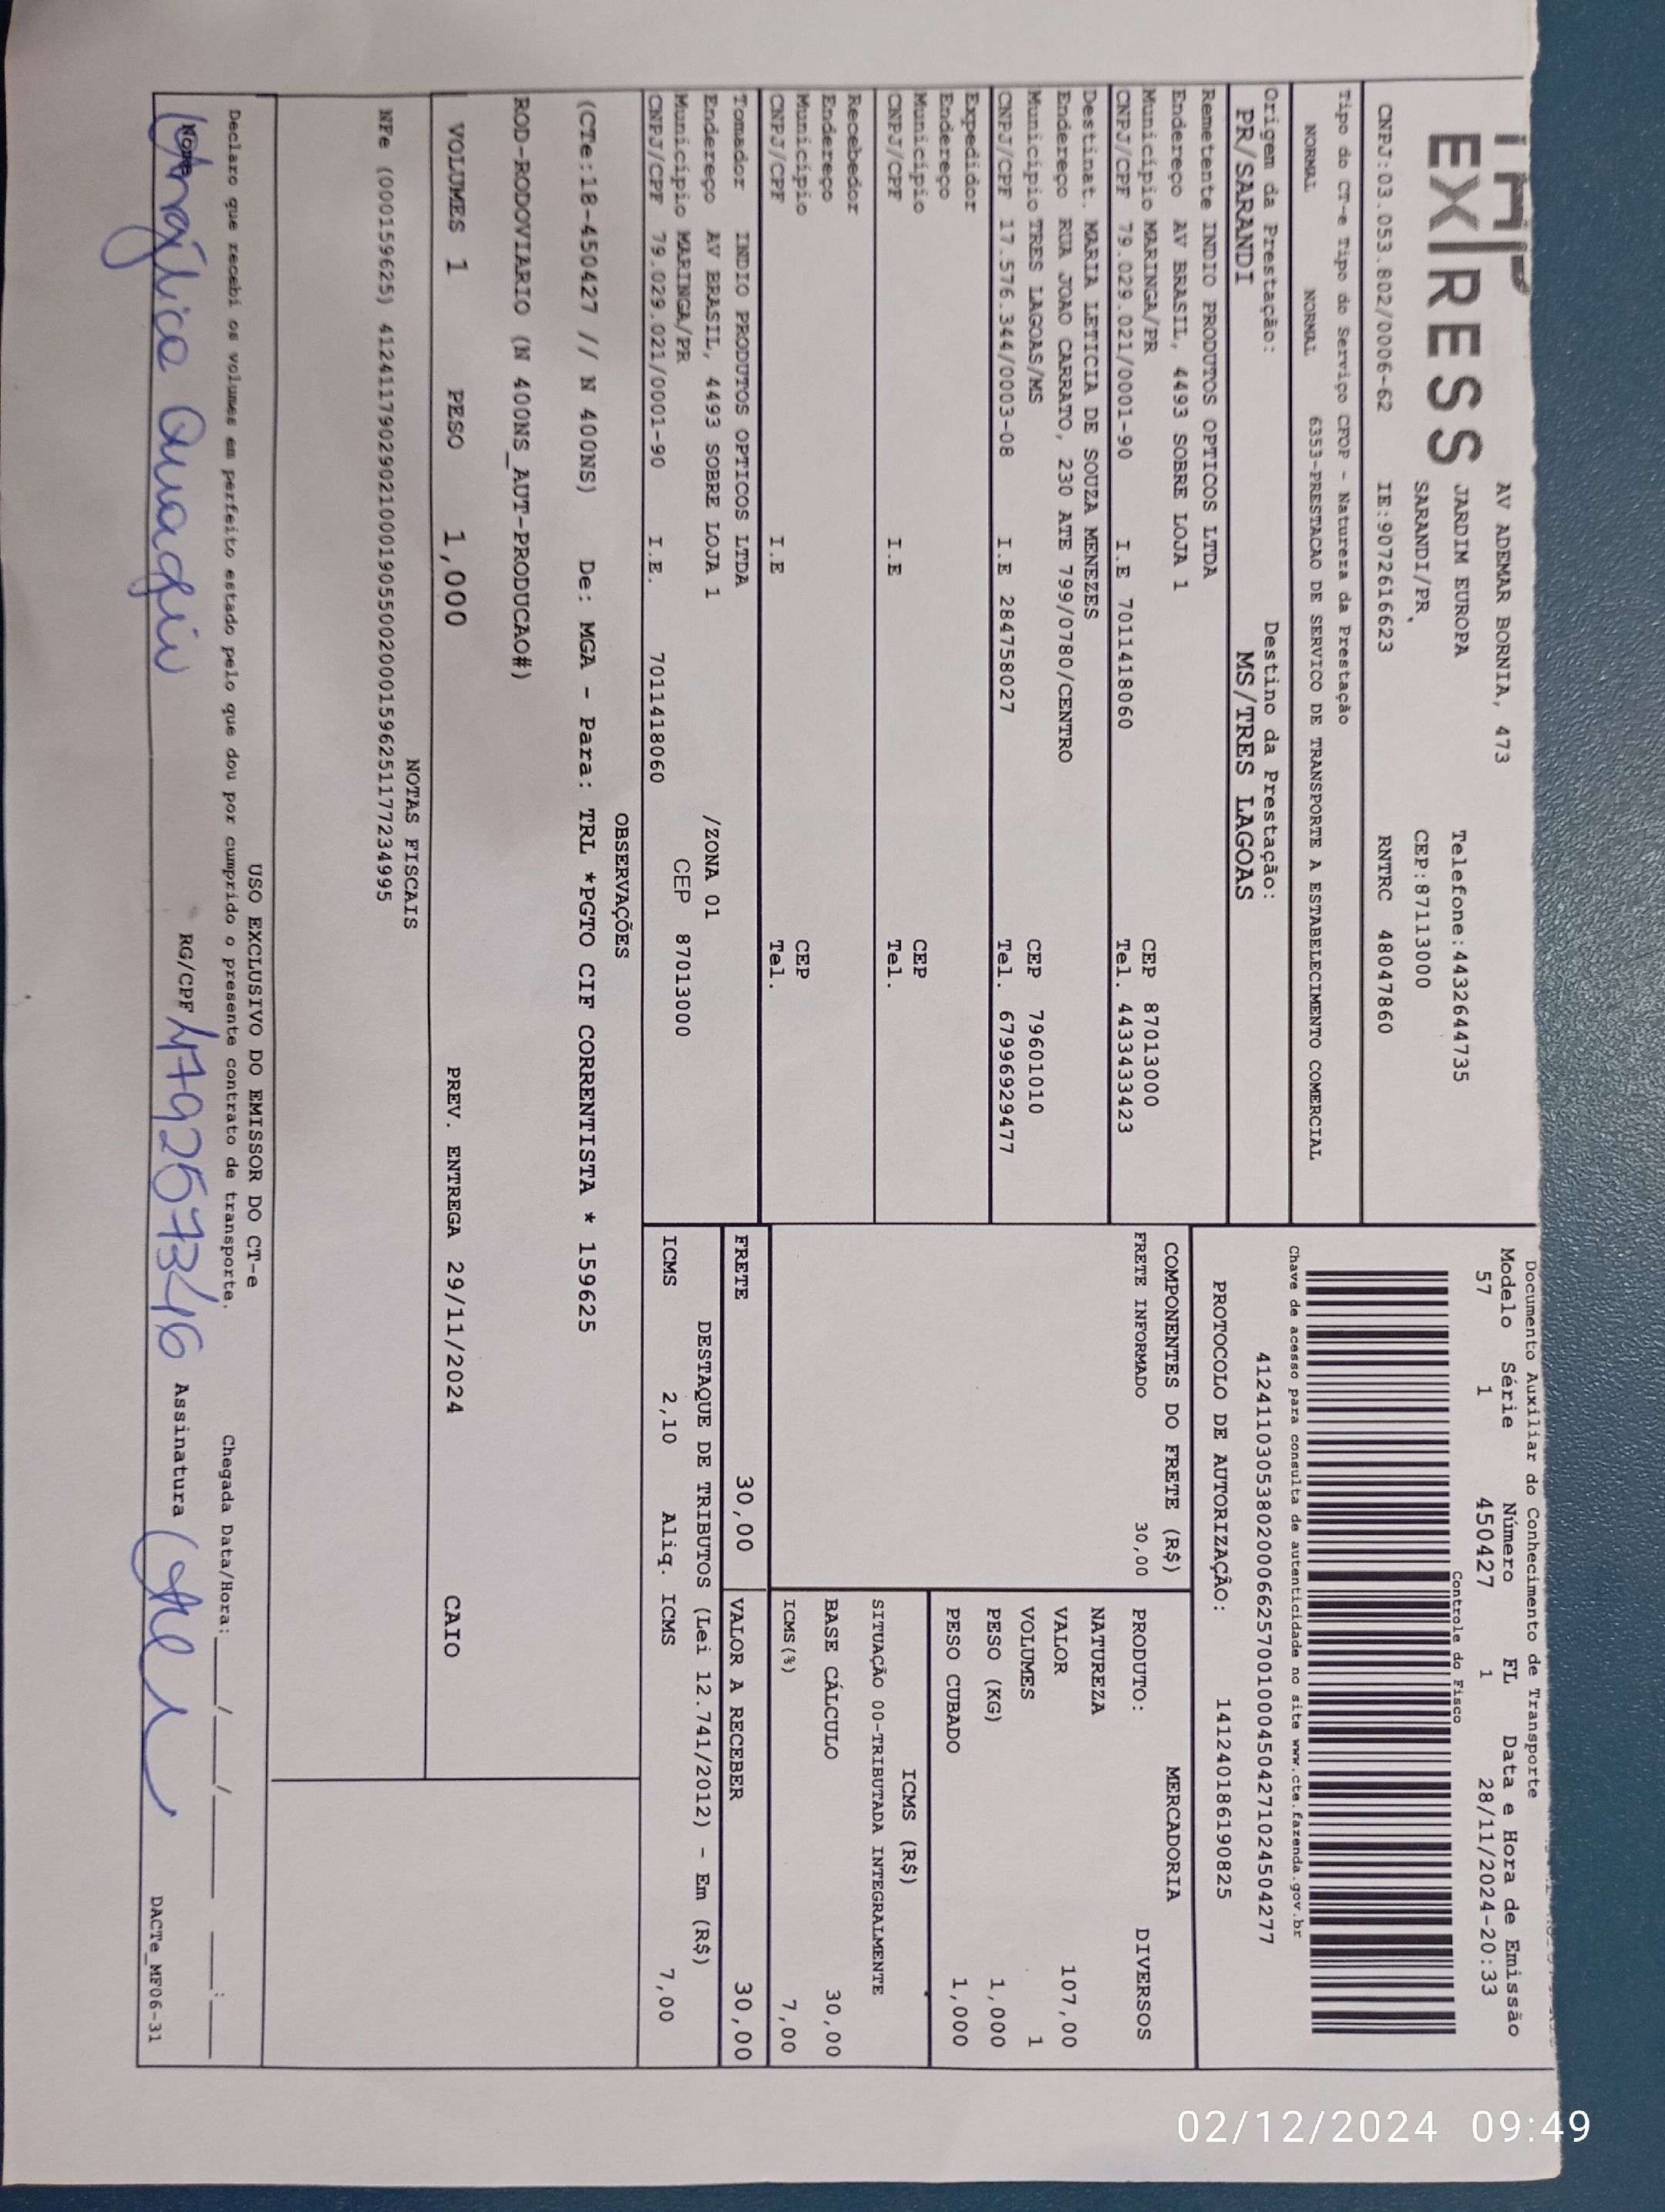 EX RESS
AV ADEMAR BORNIA, 473
JARDIM EUROPA Telefone:4432644735
SARANDI/PR, CEP:87113000
CNPJ:03.053.802/0006-62 IE:9072616623 RNTRC 48047860
Tipo do CT-e Tipo do Serviço CFOP - Natureza da Prestação
NORMAL NORMAL 6353-PRESTACAO DE SERVICO DE TRANSPORTE A ESTABELECIMENTO COMERCIAL
Origem da Prestação: Destino da Prestação:
PR/SARANDI MS/TRES LAGOAS
Documento Auxiliar do Conhecimento de Transporte
Modelo Série Número FL Data e Hora de Emissão
57 1 450427 1 28/11/2024-20:33
Controle do Fisco
Chave de acesso para consulta de autenticidade no site www.cte.fazenda.gov.br
41241103053802000662570010004504271024504277
PROTOCOLO DE AUTORIZAÇÃO: 141240186190825
Remetente INDIO PRODUTOS OPTICOS LTDA
Endereço AV BRASIL, 4493 SOBRE LOJA 1
Município MARINGA/PR CEP 87013000
CNPJ/CPF 79.029.021/0001-90 I.E 7011418060 Tel. 443343​3423
Destinat. MARIA LETICIA DE SOUZA MENEZES
Endereço RUA JOAO CARRATO, 230 ATE 799/0780/CENTRO
Município TRES LAGOAS/MS CEP 79601010
CNPJ/CPF 17.576.344/0003-08 I.E 284758027 Tel. 67996929477
Expedidor
Endereço
Município CEP
CNPJ/CPF I.E Tel.
Recebedor
Endereço
Município CEP
CNPJ/CPF I.E Tel.
Tomador INDIO PRODUTOS OPTICOS LTDA
Endereço AV BRASIL, 4493 SOBRE LOJA 1 /ZONA 01
Município MARINGA/PR CEP 87013000
CNPJ/CPF 79.029.021/0001-90 I.E. 7011418060
COMPONENTES DO FRETE (R$)
FRETE INFORMADO 30,00
MERCADORIA
PRODUTO: DIVERSOS
NATUREZA
VALOR 107,00
VOLUMES 1
PESO (KG) 1,000
PESO CUBADO 1,000
ICMS (R$)
SITUAÇÃO 00-TRIBUTADA INTEGRALMENTE
BASE CÁLCULO 30,00
ICMS(%) 7,00
FRETE 30,00 VALOR A RECEBER 30,00
DESTAQUE DE TRIBUTOS (Lei 12.741/2012) - Em (R$)
ICMS 2,10 Aliq. ICMS 7,00
OBSERVAÇÕES
(CTe:18-450427 // N 400NS) De: MGA - Para: TRL *PGTO CIF CORRENTISTA * 159625
ROD-RODOVIARIO (N 400NS_AUT-PRODUCAO#)
VOLUMES 1 PESO 1,000 PREV. ENTREGA 29/11/2024 CAIO
NOTAS FISCAIS
NFe (000159625) 41241179029021000190550020001596251177234995
USO EXCLUSIVO DO EMISSOR DO CT-e
Declaro que recebi os volumes em perfeito estado pelo que dou por cumprido o presente contrato de transporte. Chegada Data/Hora:____/____/______ ____:____
Nome Angélica RG/CPF Assinatura
DACTe_MF06-31
02/12/2024 09:49